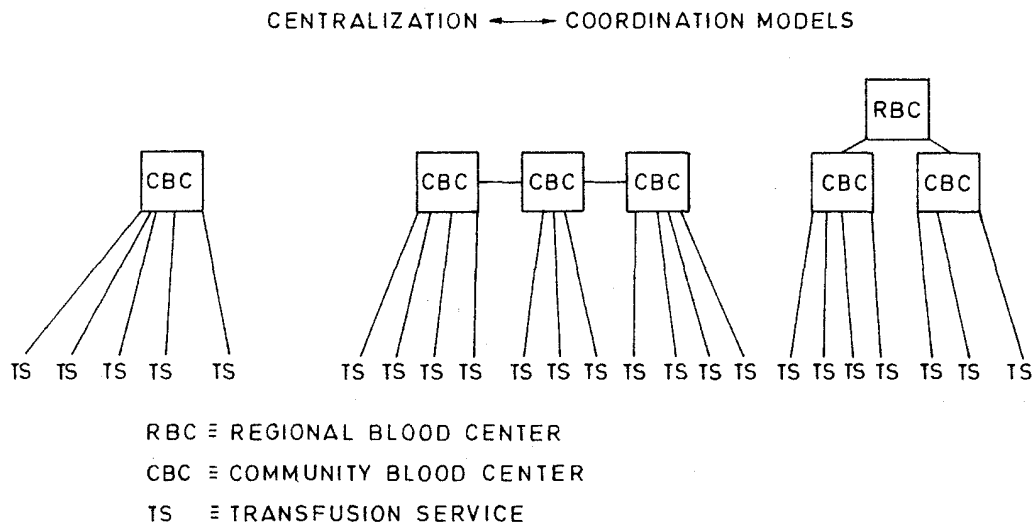 CENTRALIZATION ⟷ COORDINATION MODELS
RBC
CBC CBC CBC CBC CBC CBC
TS TS TS TS TS TS TS TS TS TS TS TS TS TS TS TS TS TS TS TS TS TS TS
RBC ≡ REGIONAL BLOOD CENTER
CBC ≡ COMMUNITY BLOOD CENTER
TS ≡ TRANSFUSION SERVICE